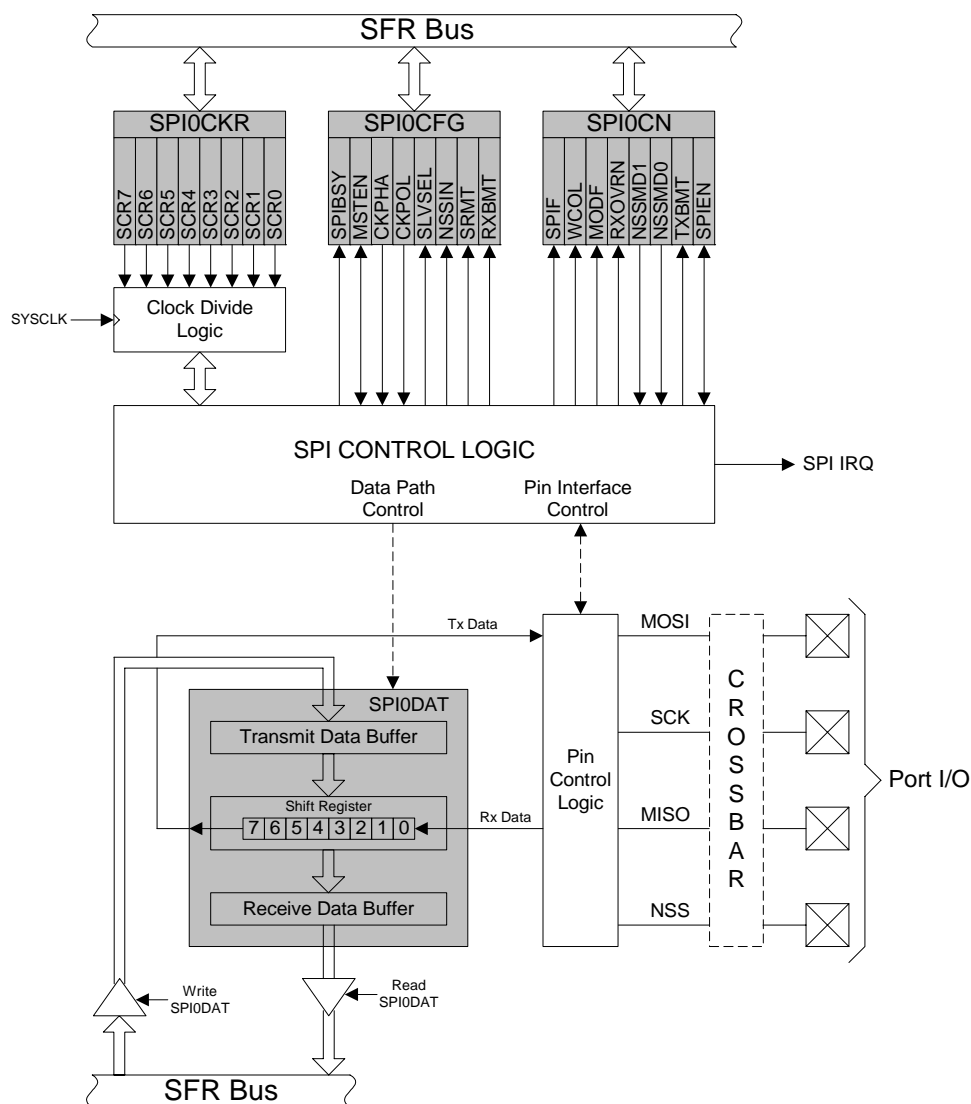 SFR Bus
SPI0CKR
SCR7
SCR6
SCR5
SCR4
SCR3
SCR2
SCR1
SCR0
SPI0CFG
SPIBSY
MSTEN
CKPHA
CKPOL
SLVSEL
NSSIN
SRMT
RXBMT
SPI0CN
SPIF
WCOL
MODF
RXOVRN
NSSMD1
NSSMD0
TXBMT
SPIEN
SYSCLK
Clock Divide
Logic
SPI CONTROL LOGIC
Data Path
Control
Pin Interface
Control
SPI IRQ
Tx Data
SPI0DAT
Transmit Data Buffer
Shift Register
7 6 5 4 3 2 1 0
Rx Data
Receive Data Buffer
Pin
Control
Logic
MOSI
SCK
MISO
NSS
CROSSBAR
Port I/O
Write
SPI0DAT
Read
SPI0DAT
SFR Bus